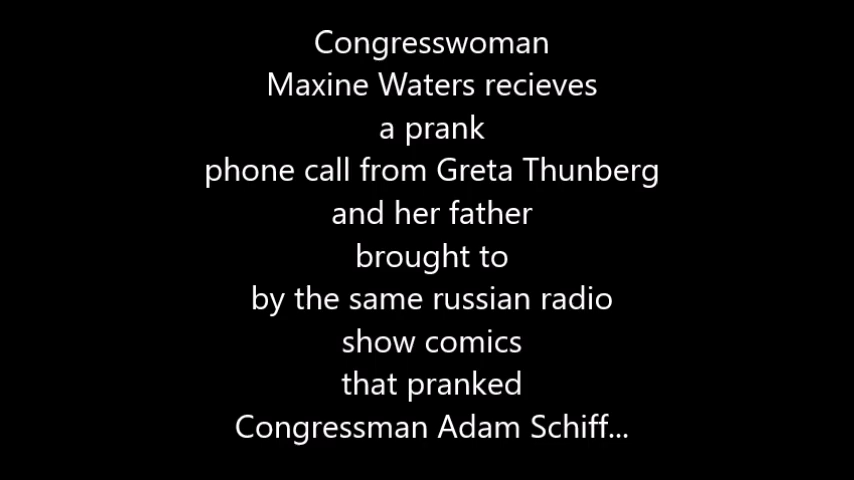 Congresswoman
Maxine Waters recieves
a prank
phone call from Greta Thunberg
and her father
brought to
by the same russian radio
show comics
that pranked
Congressman Adam Schiff...